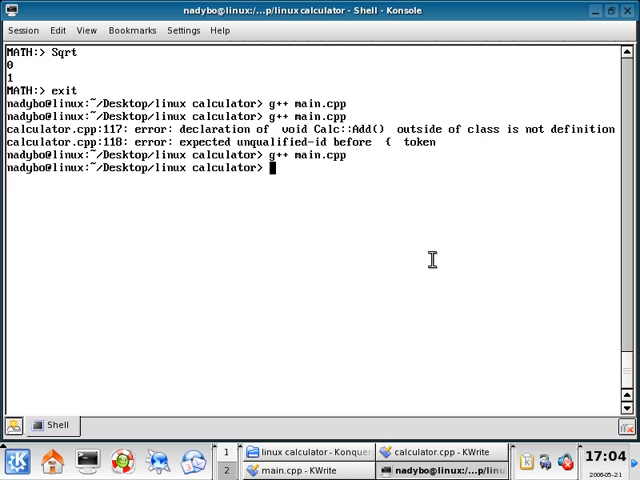 nadybo@linux:/...p/linux calculator - Shell - Konsole
Session Edit View Bookmarks Settings Help
MATH:> Sqrt
0
1
MATH:> exit
nadybo@linux:~/Desktop/linux calculator> g++ main.cpp
nadybo@linux:~/Desktop/linux calculator> g++ main.cpp
calculator.cpp:117: error: declaration of  void Calc::Add()  outside of class is not definition
calculator.cpp:118: error: expected unqualified-id before  {  token
nadybo@linux:~/Desktop/linux calculator> g++ main.cpp
nadybo@linux:~/Desktop/linux calculator>
Shell
1 linux calculator - Konquer calculator.cpp - KWrite
2 main.cpp - KWrite nadybo@linux:/...p/linu
17:04
2006-05-21